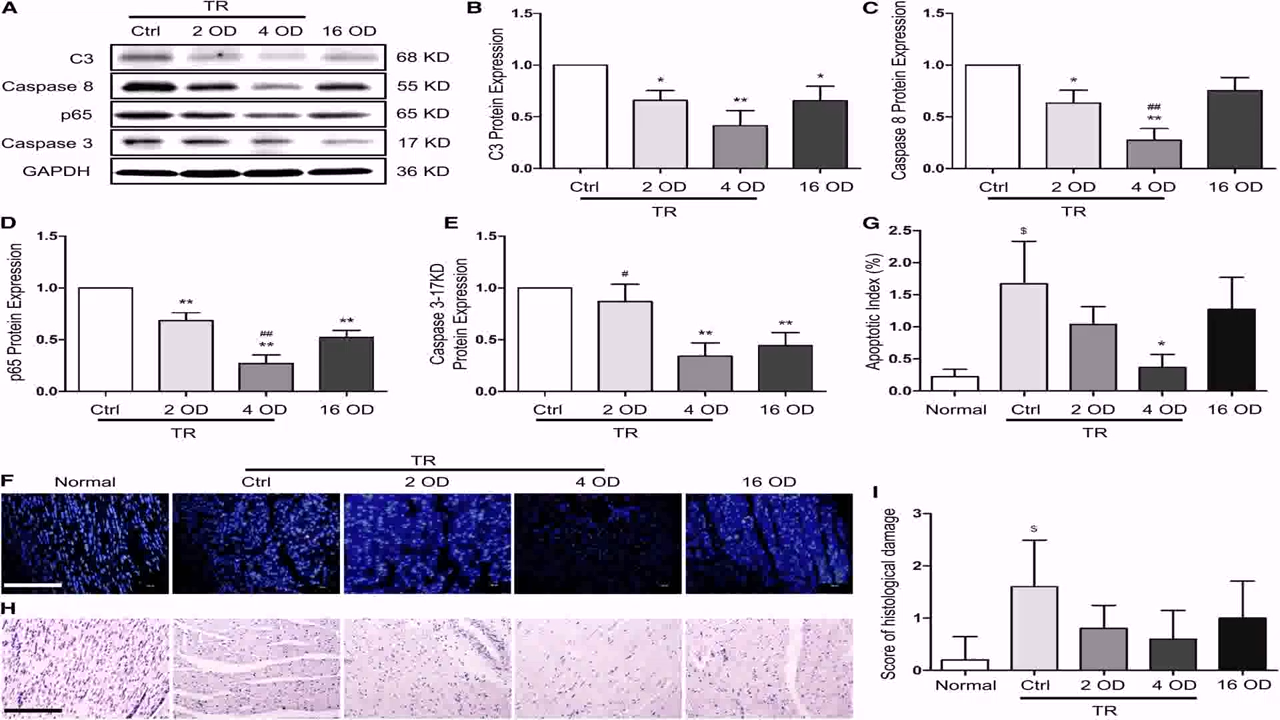 A
TR
Ctrl 2 OD 4 OD 16 OD
C3 68 KD
Caspase 8 55 KD
p65 65 KD
Caspase 3 17 KD
GAPDH 36 KD
B
C3 Protein Expression
1.5
1.0
0.5
0.0
*
**
*
Ctrl 2 OD 4 OD 16 OD
TR
C
Caspase 8 Protein Expression
1.5
1.0
0.5
0.0
*
##
**
Ctrl 2 OD 4 OD 16 OD
TR
D
p65 Protein Expression
1.5
1.0
0.5
0.0
**
##
**
**
Ctrl 2 OD 4 OD 16 OD
TR
E
Caspase 3-17KD
Protein Expression
1.5
1.0
0.5
0.0
#
**
**
Ctrl 2 OD 4 OD 16 OD
TR
G
Apoptotic Index (%)
2.5
2.0
1.5
1.0
0.5
0.0
$
*
Normal Ctrl 2 OD 4 OD 16 OD
TR
F
TR
Normal Ctrl 2 OD 4 OD 16 OD
H
I
Score of histological damage
3
2
1
0
$
Normal Ctrl 2 OD 4 OD 16 OD
TR